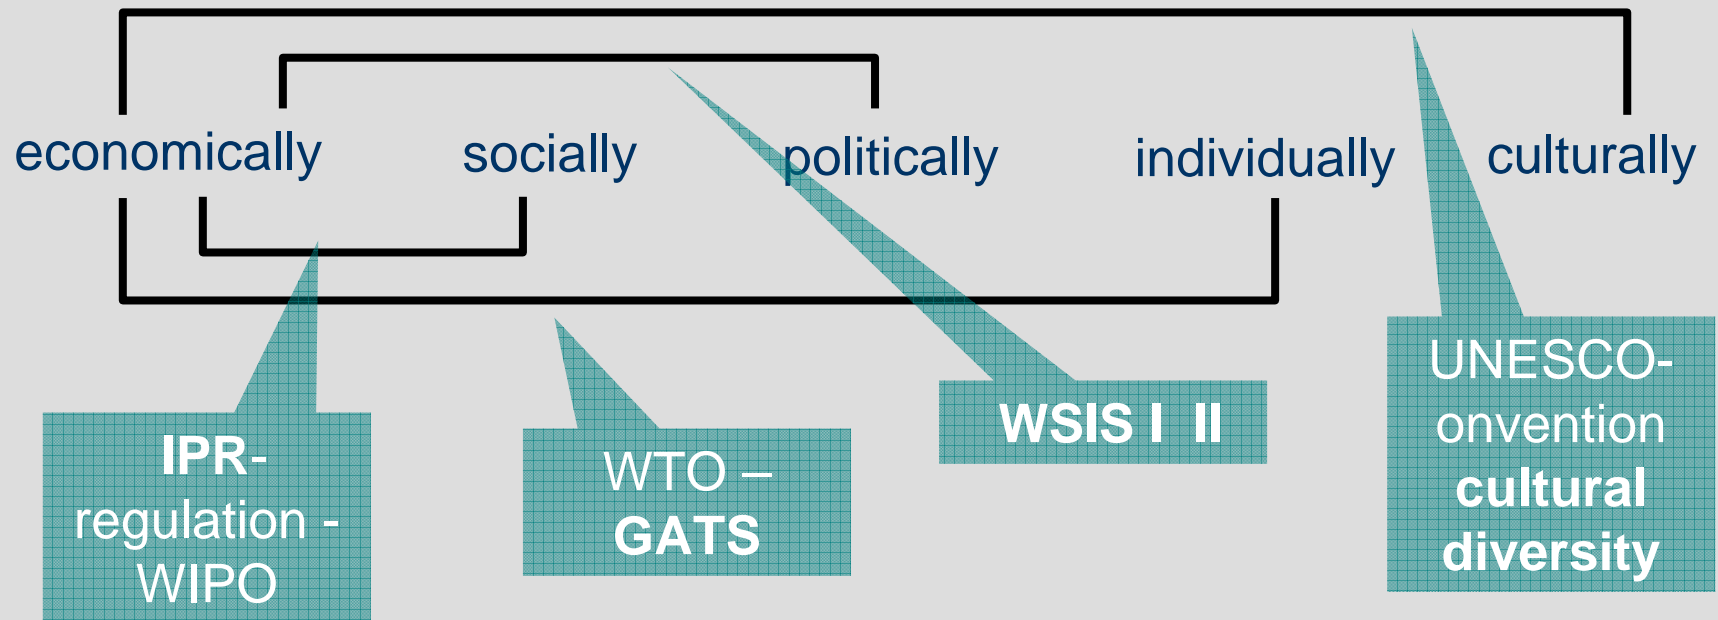 economically socially politically individually culturally
IPR-
regulation -
WIPO
WTO –
GATS
WSIS I II
UNESCO-
onvention
cultural
diversity